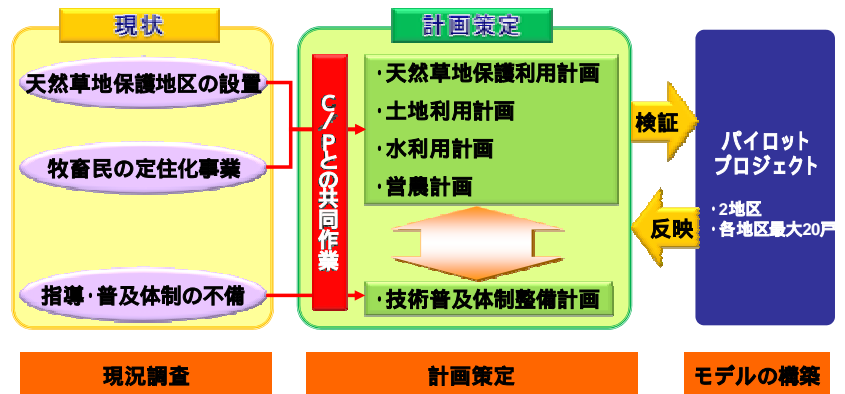 現状
天然草地保護地区の設置
牧畜民の定住化事業
指導・普及体制の不備
C/Pとの共同作業
計画策定
・天然草地保護利用計画
・土地利用計画
・水利用計画
・営農計画
・技術普及体制整備計画
検証
反映
パイロット
プロジェクト
・2地区
・各地区最大20戸
現況調査
計画策定
モデルの構築